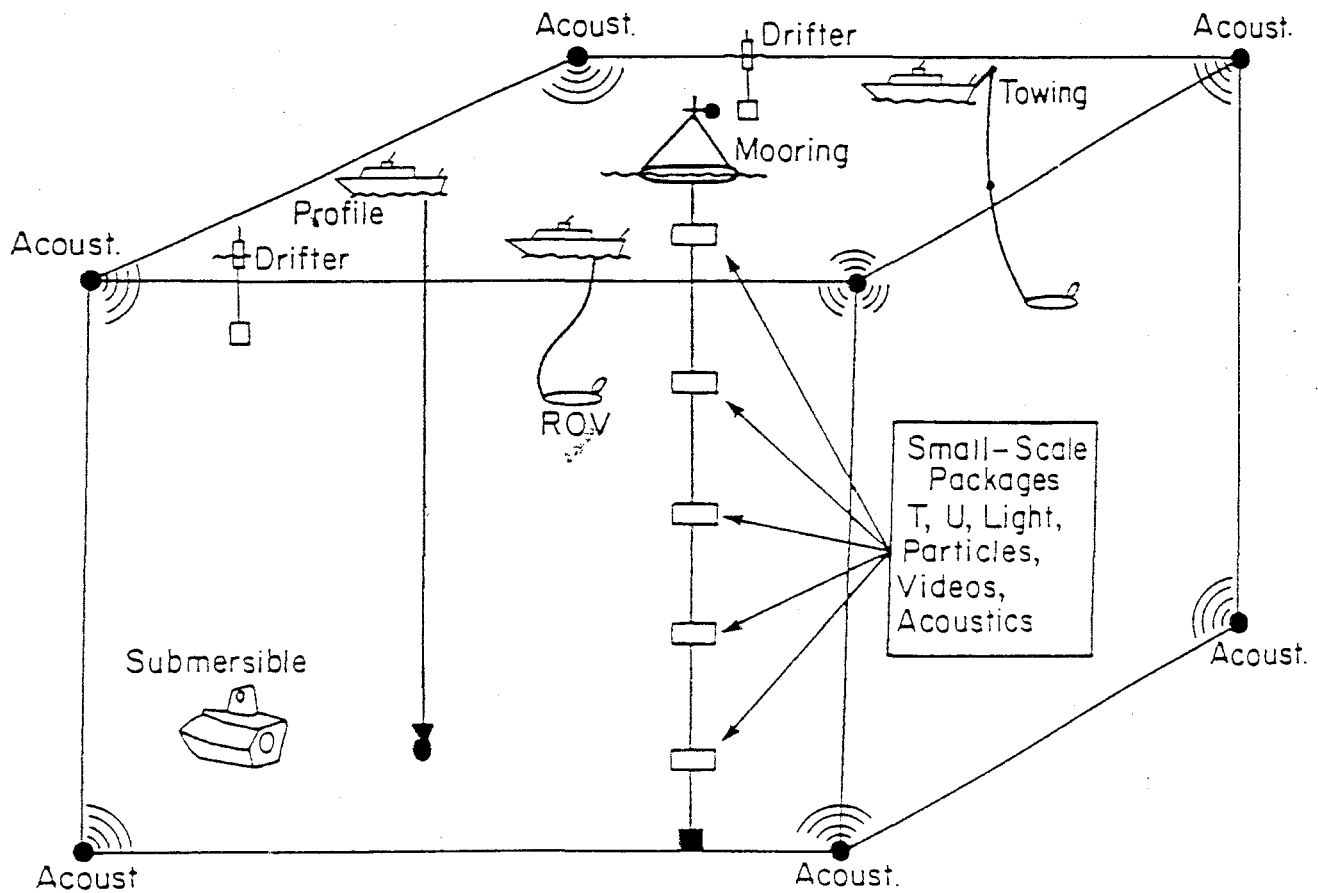 Acoust.
Drifter
Acoust.
Towing
Mooring
Profile
Acoust.
Drifter
ROV
Small-Scale
Packages
T, U, Light,
Particles,
Videos,
Acoustics
Submersible
Acoust.
Acoust
Acoust.